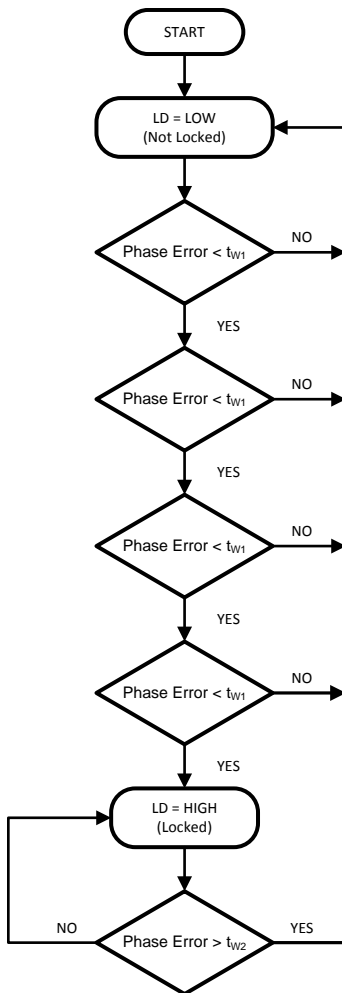 START
LD = LOW
(Not Locked)
Phase Error < tW1
NO
YES
Phase Error < tW1
NO
YES
Phase Error < tW1
NO
YES
Phase Error < tW1
NO
YES
LD = HIGH
(Locked)
NO
Phase Error > tW2
YES